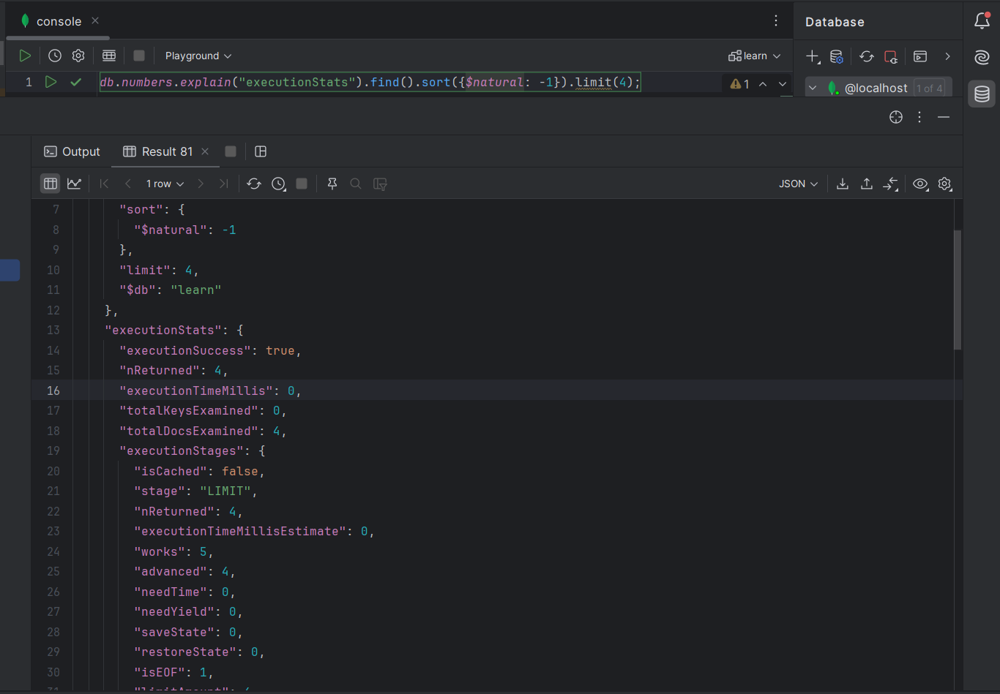 console
Database
Playground
learn
1 db.numbers.explain("executionStats").find().sort({$natural: -1}).limit(4);
1
@localhost 1 of 4
Output Result 81
1 row
JSON
7 "sort": {
8 "$natural": -1
9 },
10 "limit": 4,
11 "$db": "learn"
12 },
13 "executionStats": {
14 "executionSuccess": true,
15 "nReturned": 4,
16 "executionTimeMillis": 0,
17 "totalKeysExamined": 0,
18 "totalDocsExamined": 4,
19 "executionStages": {
20 "isCached": false,
21 "stage": "LIMIT",
22 "nReturned": 4,
23 "executionTimeMillisEstimate": 0,
24 "works": 5,
25 "advanced": 4,
26 "needTime": 0,
27 "needYield": 0,
28 "saveState": 0,
29 "restoreState": 0,
30 "isEOF": 1,
31 "limitAmount": 4